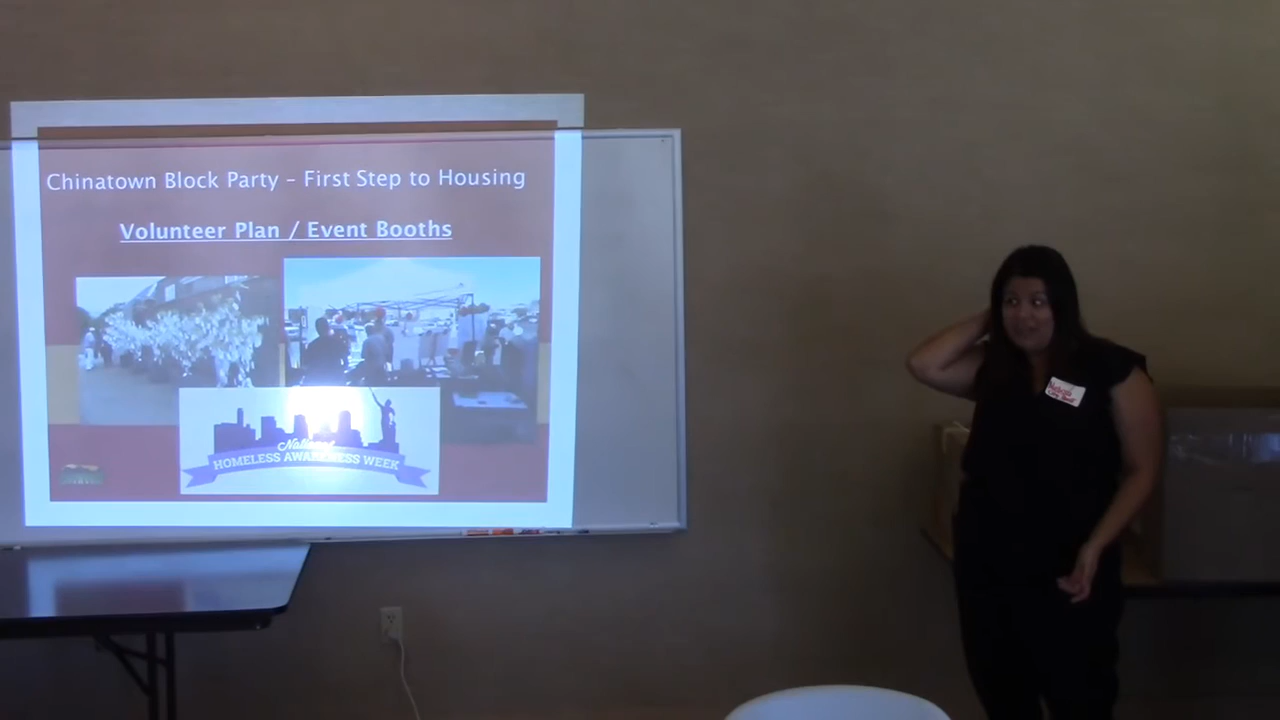 Chinatown Block Party – First Step to Housing
Volunteer Plan / Event Booths
National
HOMELESS AWARENESS WEEK